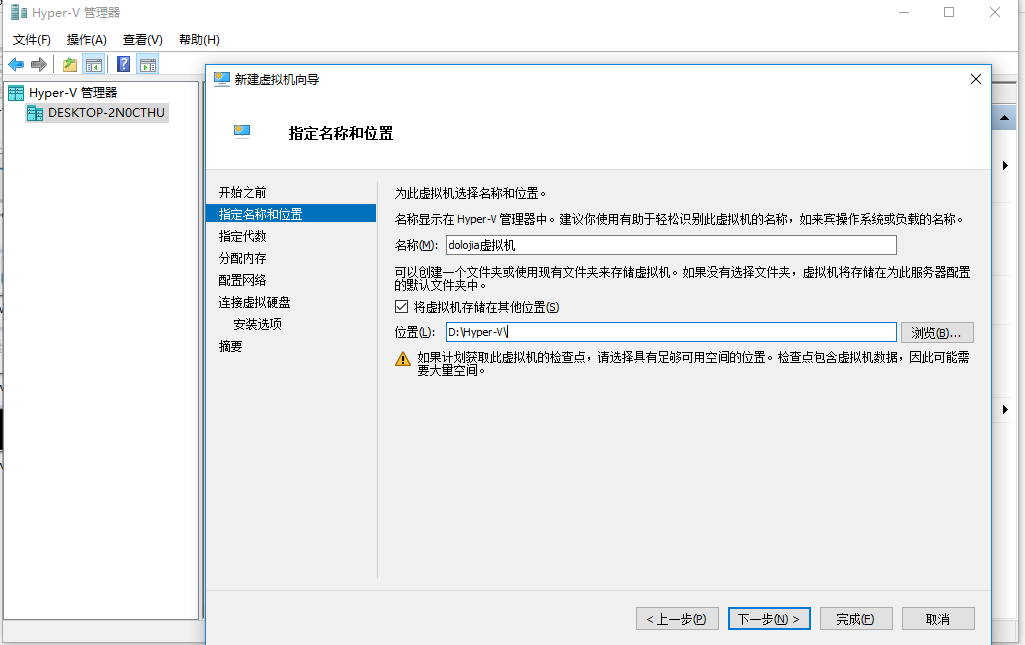 Hyper-V 管理器
文件(F) 操作(A) 查看(V) 帮助(H)
Hyper-V 管理器
DESKTOP-2N0CTHU
新建虚拟机向导
指定名称和位置
开始之前
指定名称和位置
指定代数
分配内存
配置网络
连接虚拟硬盘
安装选项
摘要
为此虚拟机选择名称和位置。
名称显示在 Hyper-V 管理器中。建议你使用有助于轻松识别此虚拟机的名称，如来宾操作系统或负载的名称。
名称(M): dolojia虚拟机
可以创建一个文件夹或使用现有文件夹来存储虚拟机。如果没有选择文件夹，虚拟机将存储在为此服务器配置
的默认文件夹中。
将虚拟机存储在其他位置(S)
位置(L): D:\Hyper-V\ 浏览(B)...
如果计划获取此虚拟机的检查点，请选择具有足够可用空间的位置。检查点包含虚拟机数据，因此可能需
要大量空间。
< 上一步(P) 下一步(N) > 完成(F) 取消